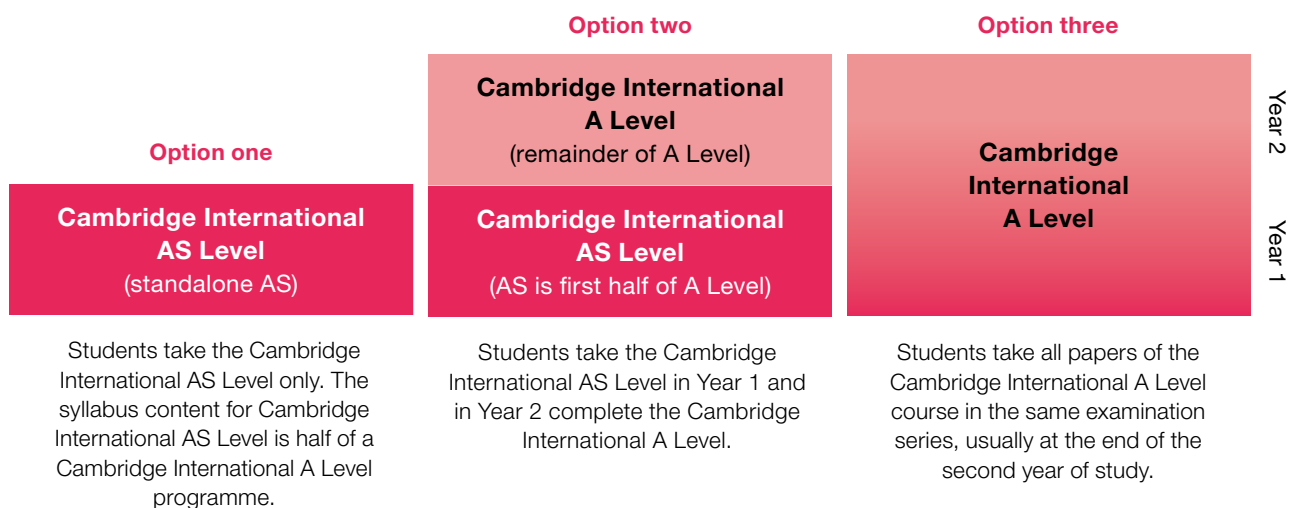 Option one
Cambridge International
AS Level
(standalone AS)
Students take the Cambridge
International AS Level only. The
syllabus content for Cambridge
International AS Level is half of a
Cambridge International A Level
programme.
Option two
Cambridge International
A Level
(remainder of A Level)
Cambridge International
AS Level
(AS is first half of A Level)
Students take the Cambridge
International AS Level in Year 1 and
in Year 2 complete the Cambridge
International A Level.
Option three
Cambridge
International
A Level
Students take all papers of the
Cambridge International A Level
course in the same examination
series, usually at the end of the
second year of study.
Year 2
Year 1